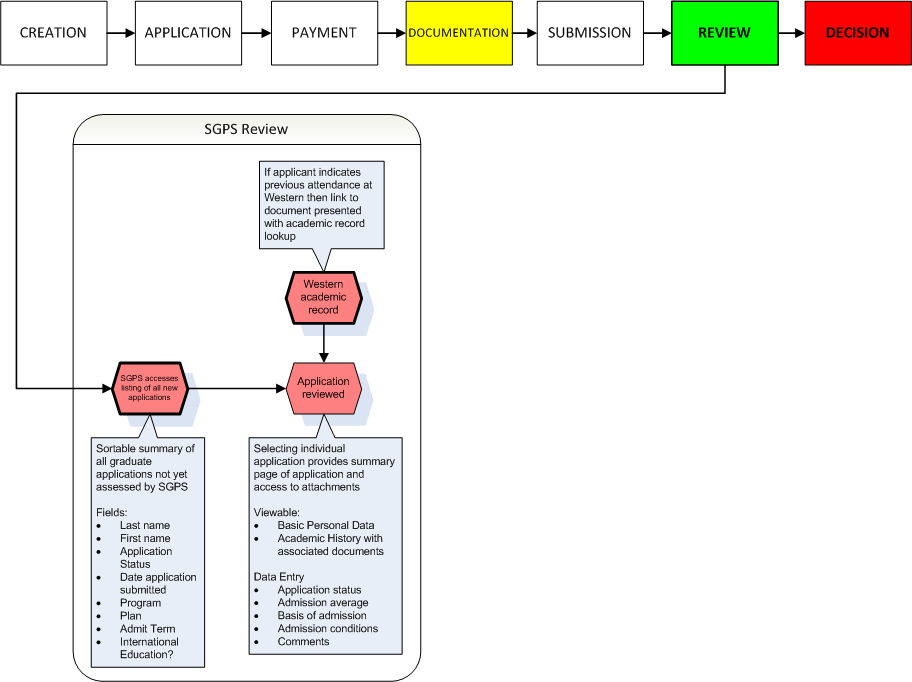 CREATION
APPLICATION
PAYMENT
DOCUMENTATION
SUBMISSION
REVIEW
DECISION
SGPS Review
If applicant indicates
previous attendance at
Western then link to
document presented
with academic record
lookup
Western
academic
record
SGPS accesses
listing of all new
applications
Application
reviewed
Sortable summary of
all graduate
applications not yet
assessed by SGPS
Fields:
• Last name
• First name
• Application
Status
• Date application
submitted
• Program
• Plan
• Admit Term
• International
Education?
Selecting individual
application provides summary
page of application and
access to attachments
Viewable:
• Basic Personal Data
• Academic History with
associated documents
Data Entry
• Application status
• Admission average
• Basis of admission
• Admission conditions
• Comments